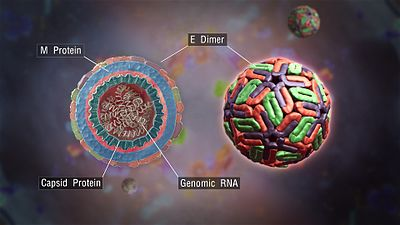 E Dimer
M Protein
Capsid Protein
Genomic RNA